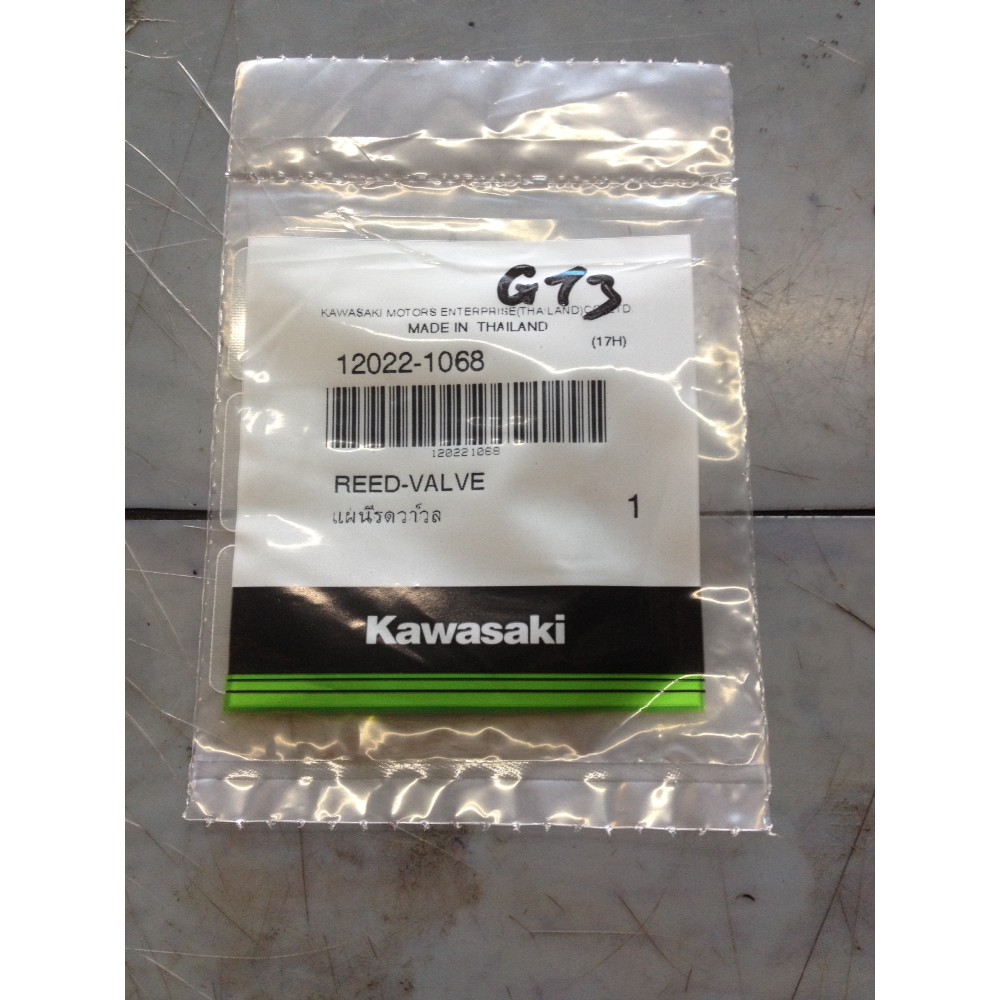 G13
KAWASAKI MOTORS ENTERPRISE(THAILAND)CO.,LTD.
MADE IN THAILAND
(17H)
12022-1068
120221068
REED-VALVE
แผ่นรีดวาว์ล
1
Kawasaki